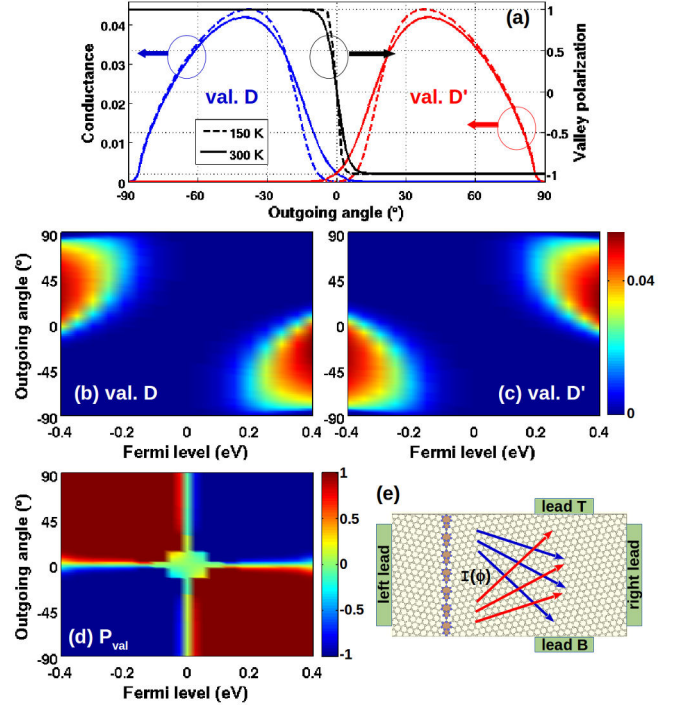 (a)
Conductance
0.04
0.03
0.02
0.01
0
val. D
val. D'
150 K
300 K
1
0.5
0
-0.5
-1
Valley polarization
-90 -60 -30 0 30 60 90
Outgoing angle (°)
Outgoing angle (°)
90
45
0
-45
-90
(b) val. D
-0.4 -0.2 0 0.2 0.4
Fermi level (eV)
90
45
0
-45
-90
(c) val. D'
-0.4 -0.2 0 0.2 0.4
Fermi level (eV)
0.04
0
Outgoing angle (°)
90
45
0
-45
-90
(d) Pval
-0.4 -0.2 0 0.2 0.4
Fermi level (eV)
1
0.5
0
-0.5
-1
(e)
lead T
left lead
I(ϕ)
right lead
lead B